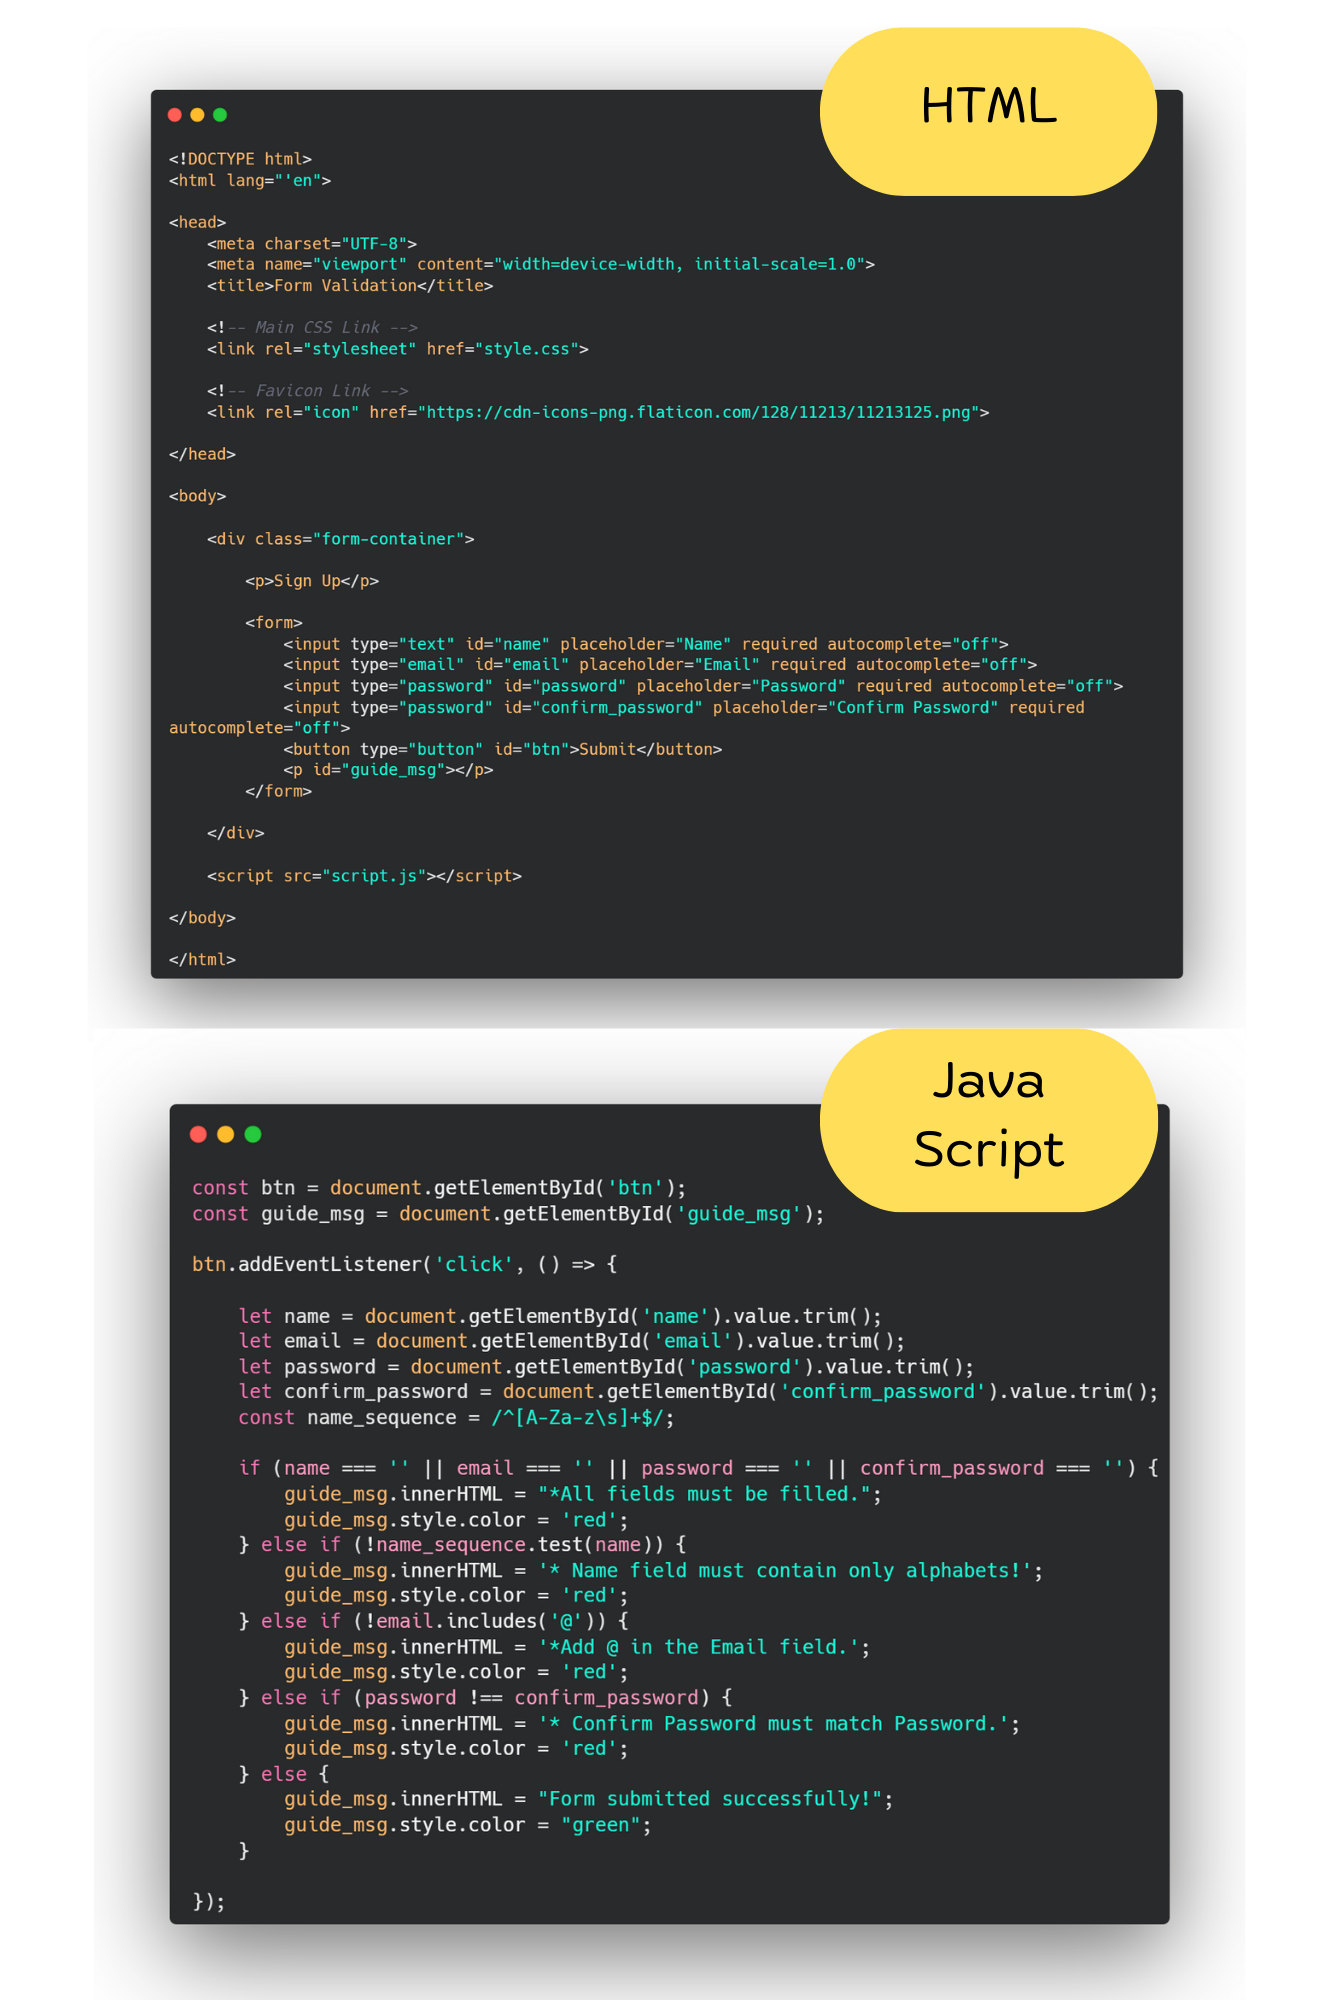 HTML
<!DOCTYPE html>
<html lang="'en">
<head>
<meta charset="UTF-8">
<meta name="viewport" content="width=device-width, initial-scale=1.0">
<title>Form Validation</title>
<!-- Main CSS Link -->
<link rel="stylesheet" href="style.css">
<!-- Favicon Link -->
<link rel="icon" href="https://cdn-icons-png.flaticon.com/128/11213/11213125.png">
</head>
<body>
<div class="form-container">
<p>Sign Up</p>
<form>
<input type="text" id="name" placeholder="Name" required autocomplete="off">
<input type="email" id="email" placeholder="Email" required autocomplete="off">
<input type="password" id="password" placeholder="Password" required autocomplete="off">
<input type="password" id="confirm_password" placeholder="Confirm Password" required
autocomplete="off">
<button type="button" id="btn">Submit</button>
<p id="guide_msg"></p>
</form>
</div>
<script src="script.js"></script>
</body>
</html>
Java
Script
const btn = document.getElementById('btn');
const guide_msg = document.getElementById('guide_msg');
btn.addEventListener('click', () => {
let name = document.getElementById('name').value.trim();
let email = document.getElementById('email').value.trim();
let password = document.getElementById('password').value.trim();
let confirm_password = document.getElementById('confirm_password').value.trim();
const name_sequence = /^[A-Za-z\s]+$/;
if (name === '' || email === '' || password === '' || confirm_password === '') {
guide_msg.innerHTML = "*All fields must be filled.";
guide_msg.style.color = 'red';
} else if (!name_sequence.test(name)) {
guide_msg.innerHTML = '* Name field must contain only alphabets!';
guide_msg.style.color = 'red';
} else if (!email.includes('@')) {
guide_msg.innerHTML = '*Add @ in the Email field.';
guide_msg.style.color = 'red';
} else if (password !== confirm_password) {
guide_msg.innerHTML = '* Confirm Password must match Password.';
guide_msg.style.color = 'red';
} else {
guide_msg.innerHTML = "Form submitted successfully!";
guide_msg.style.color = "green";
}
});